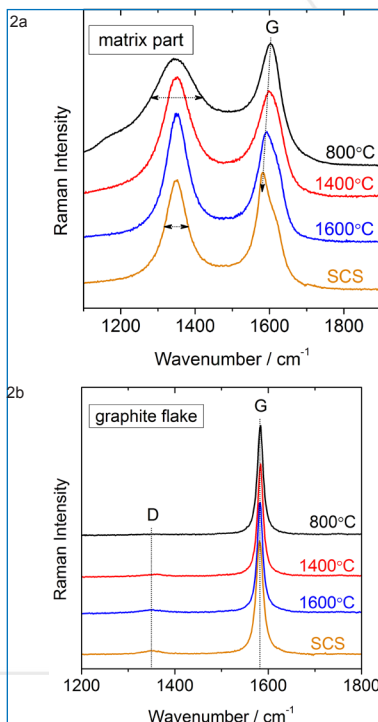 2a
matrix part
G
800°C
1400°C
1600°C
SCS
Raman Intensity
1200 1400 1600 1800
Wavenumber / cm⁻¹
2b
graphite flake
G
D
800°C
1400°C
1600°C
SCS
Raman Intensity
1200 1400 1600 1800
Wavenumber / cm⁻¹